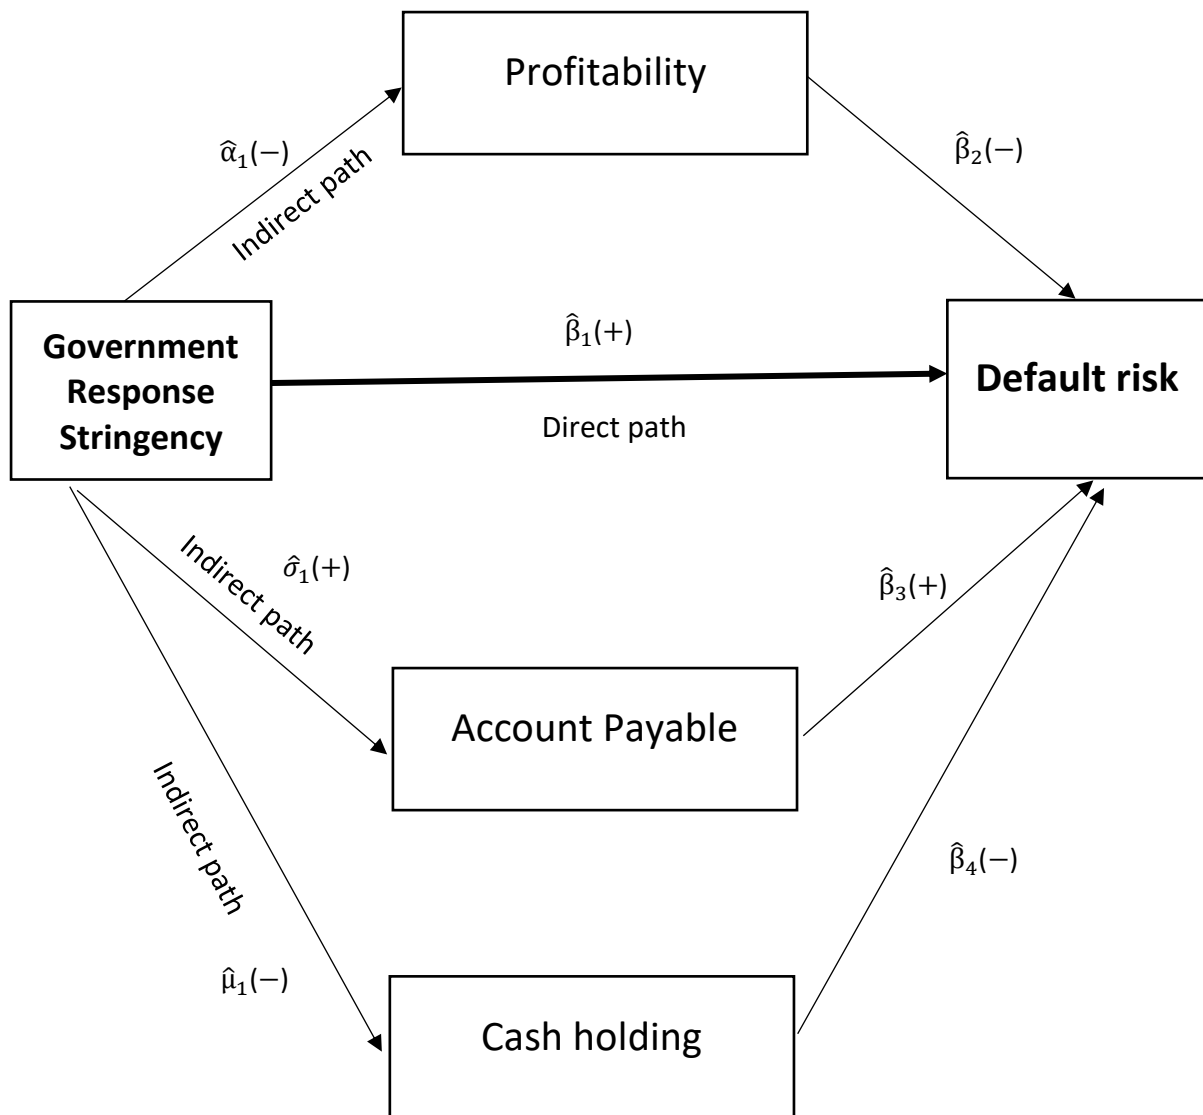 Profitability
α̂₁(−)
Indirect path
β̂₂(−)
Government
Response
Stringency
β̂₁(+)
Direct path
Default risk
Indirect path
σ̂₁(+)
β̂₃(+)
Account Payable
Indirect path
β̂₄(−)
μ̂₁(−)
Cash holding